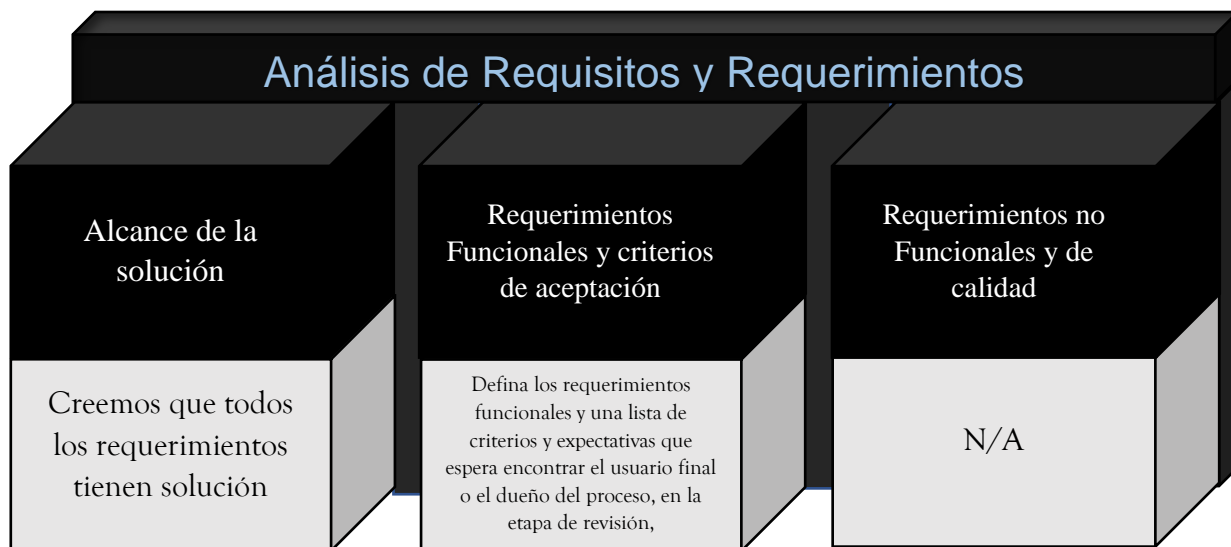 Análisis de Requisitos y Requerimientos
Alcance de la
solución
Requerimientos
Funcionales y criterios
de aceptación
Requerimientos no
Funcionales y de
calidad
Creemos que todos
los requerimientos
tienen solución
Defina los requerimientos
funcionales y una lista de
criterios y expectativas que
espera encontrar el usuario final
o el dueño del proceso, en la
etapa de revisión,
N/A